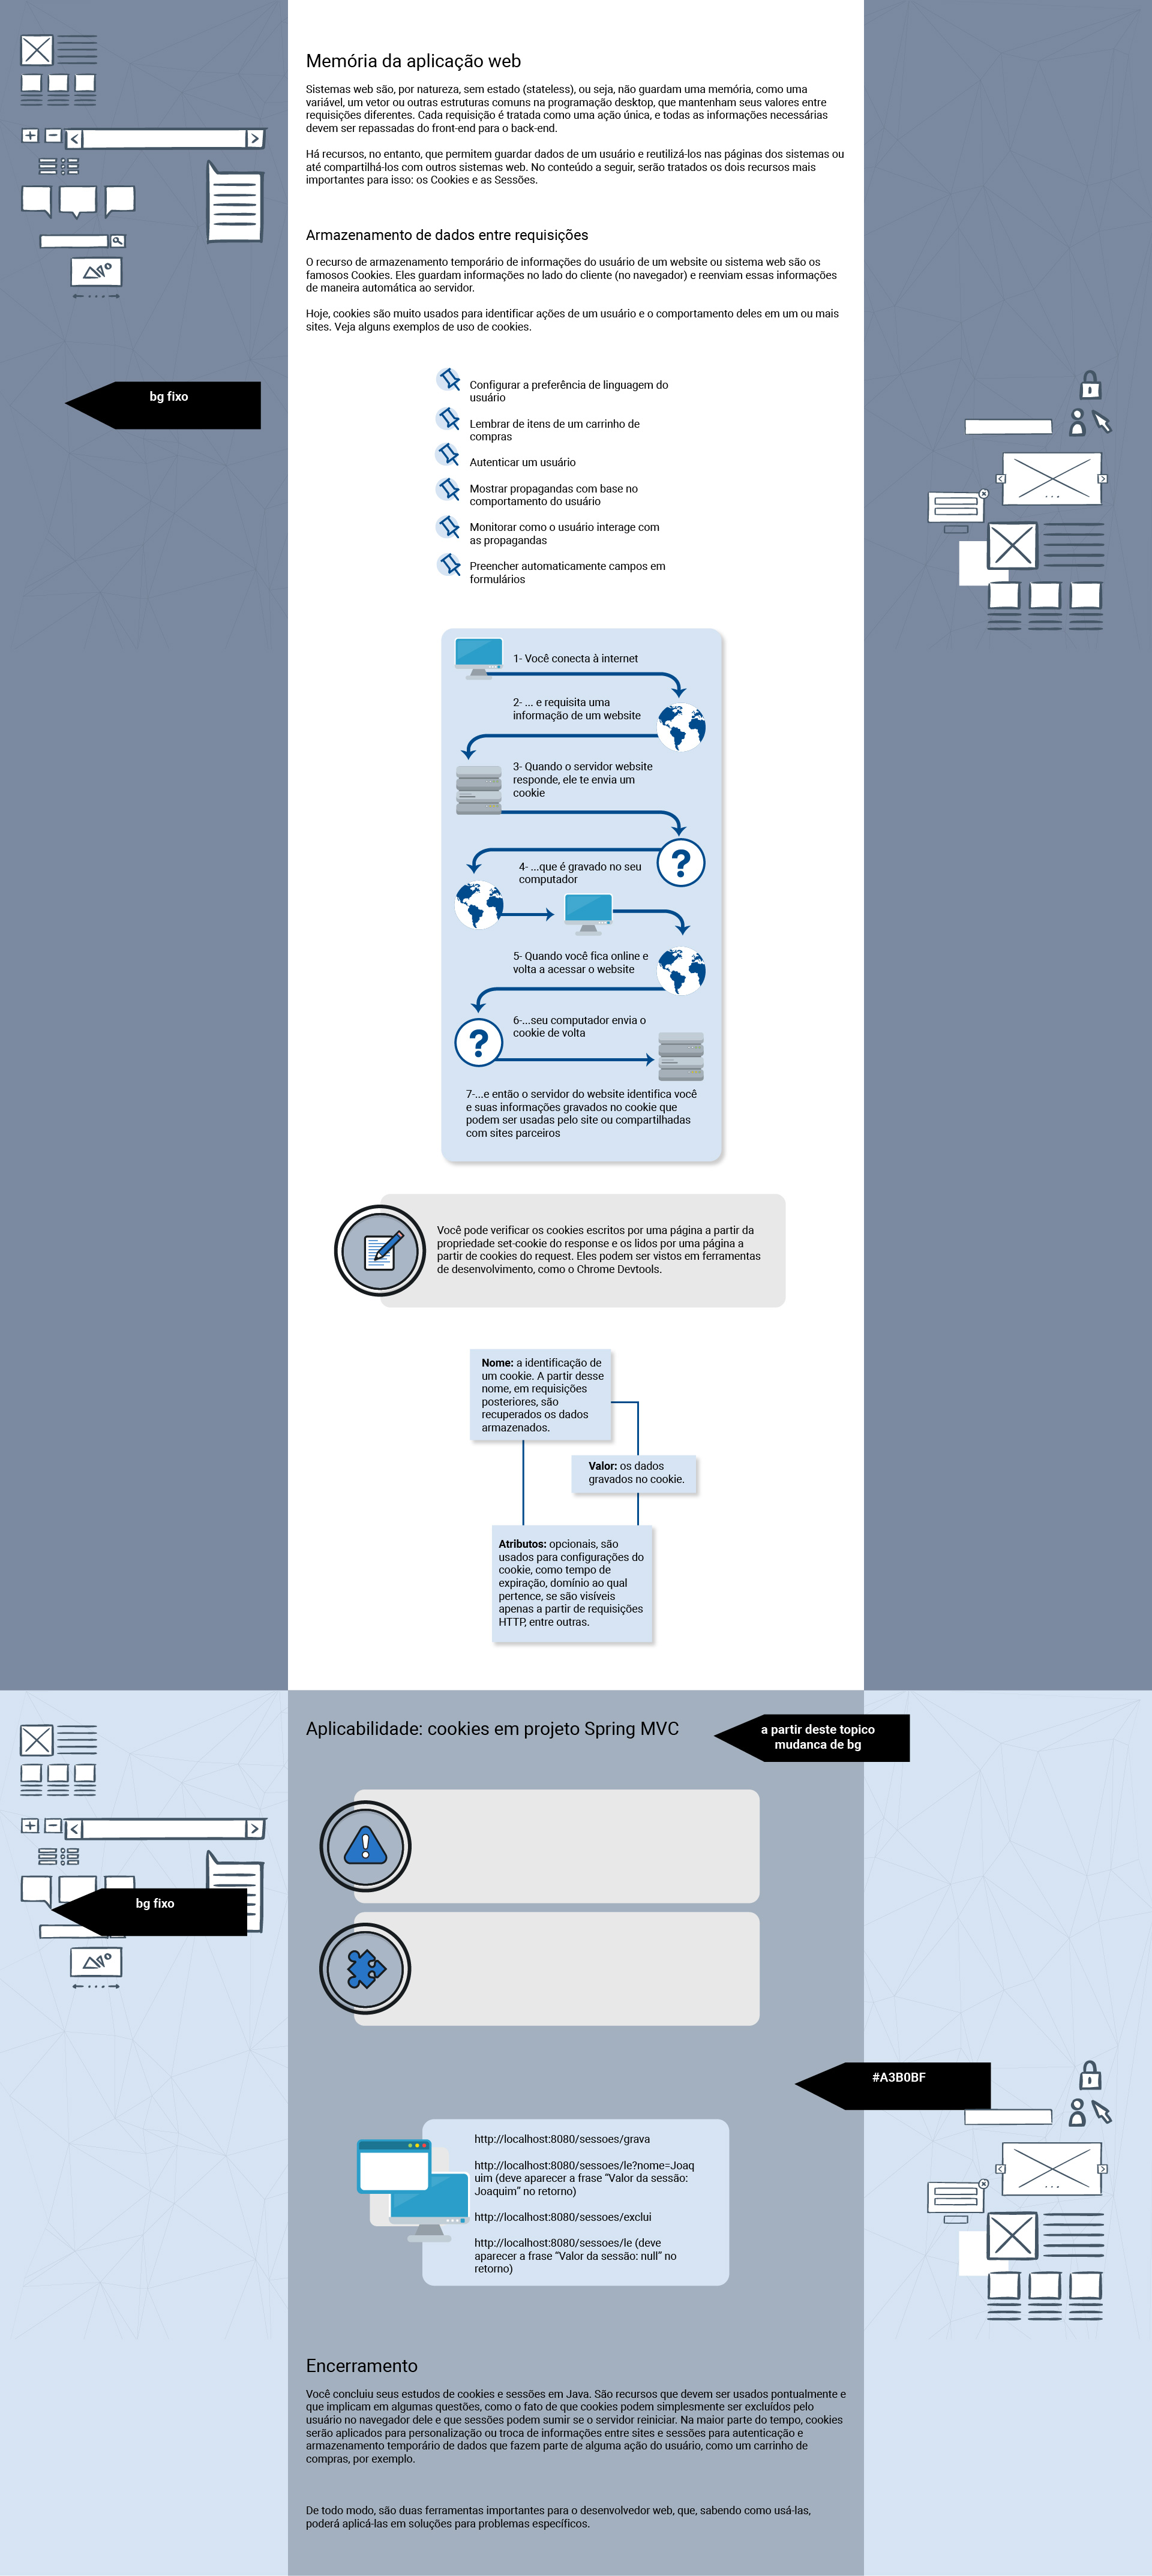 Memória da aplicação web
Sistemas web são, por natureza, sem estado (stateless), ou seja, não guardam uma memória, como uma
variável, um vetor ou outras estruturas comuns na programação desktop, que mantenham seus valores entre
requisições diferentes. Cada requisição é tratada como uma ação única, e todas as informações necessárias
devem ser repassadas do front-end para o back-end.
Há recursos, no entanto, que permitem guardar dados de um usuário e reutilizá-los nas páginas dos sistemas ou
até compartilhá-los com outros sistemas web. No conteúdo a seguir, serão tratados os dois recursos mais
importantes para isso: os Cookies e as Sessões.
Armazenamento de dados entre requisições
O recurso de armazenamento temporário de informações do usuário de um website ou sistema web são os
famosos Cookies. Eles guardam informações no lado do cliente (no navegador) e reenviam essas informações
de maneira automática ao servidor.
Hoje, cookies são muito usados para identificar ações de um usuário e o comportamento deles em um ou mais
sites. Veja alguns exemplos de uso de cookies.
bg fixo
Configurar a preferência de linguagem do
usuário
Lembrar de itens de um carrinho de
compras
Autenticar um usuário
Mostrar propagandas com base no
comportamento do usuário
Monitorar como o usuário interage com
as propagandas
Preencher automaticamente campos em
formulários
1- Você conecta à internet
2- ... e requisita uma
informação de um website
3- Quando o servidor website
responde, ele te envia um
cookie
4- ...que é gravado no seu
computador
5- Quando você fica online e
volta a acessar o website
6-...seu computador envia o
cookie de volta
7-...e então o servidor do website identifica você
e suas informações gravados no cookie que
podem ser usadas pelo site ou compartilhadas
com sites parceiros
Você pode verificar os cookies escritos por uma página a partir da
propriedade set-cookie do response e os lidos por uma página a
partir de cookies do request. Eles podem ser vistos em ferramentas
de desenvolvimento, como o Chrome Devtools.
Nome: a identificação de
um cookie. A partir desse
nome, em requisições
posteriores, são
recuperados os dados
armazenados.
Valor: os dados
gravados no cookie.
Atributos: opcionais, são
usados para configurações do
cookie, como tempo de
expiração, domínio ao qual
pertence, se são visíveis
apenas a partir de requisições
HTTP, entre outras.
Aplicabilidade: cookies em projeto Spring MVC
a partir deste topico
mudanca de bg
bg fixo
#A3B0BF
http://localhost:8080/sessoes/grava
http://localhost:8080/sessoes/le?nome=Joaq
uim (deve aparecer a frase “Valor da sessão:
Joaquim” no retorno)
http://localhost:8080/sessoes/exclui
http://localhost:8080/sessoes/le (deve
aparecer a frase “Valor da sessão: null” no
retorno)
Encerramento
Você concluiu seus estudos de cookies e sessões em Java. São recursos que devem ser usados pontualmente e
que implicam em algumas questões, como o fato de que cookies podem simplesmente ser excluídos pelo
usuário no navegador dele e que sessões podem sumir se o servidor reiniciar. Na maior parte do tempo, cookies
serão aplicados para personalização ou troca de informações entre sites e sessões para autenticação e
armazenamento temporário de dados que fazem parte de alguma ação do usuário, como um carrinho de
compras, por exemplo.
De todo modo, são duas ferramentas importantes para o desenvolvedor web, que, sabendo como usá-las,
poderá aplicá-las em soluções para problemas específicos.